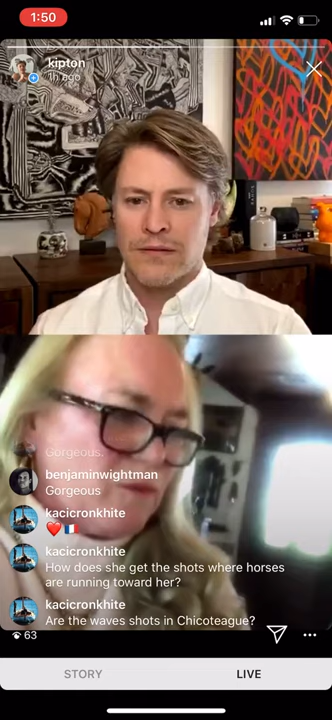 1:50
kipton
1h ago
Gorgeous.
benjaminwightman
Gorgeous
kacicronkhite
❤️🇫🇷
kacicronkhite
How does she get the shots where horses
are running toward her?
kacicronkhite
Are the waves shots in Chicoteague?
63
STORY
LIVE